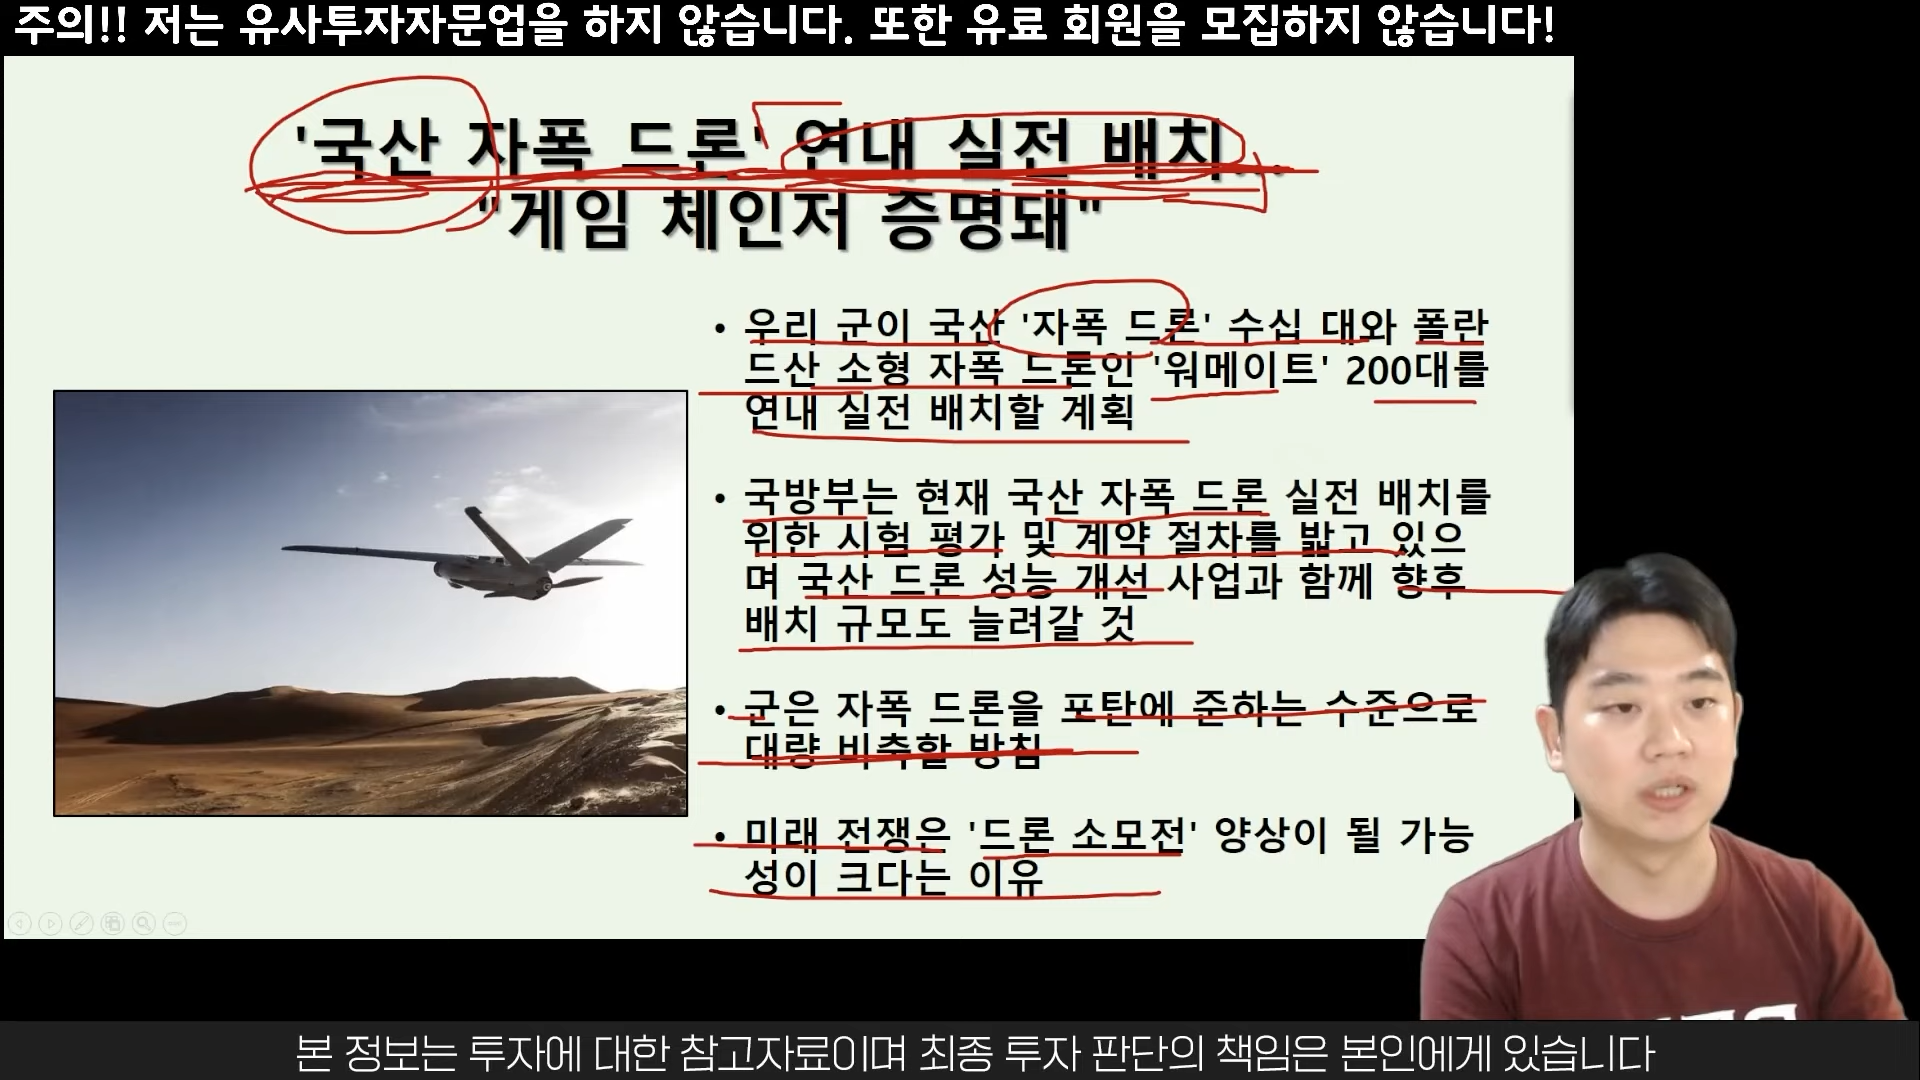 주의!! 저는 유사투자자문업을 하지 않습니다. 또한 유료 회원을 모집하지 않습니다!
'국산 자폭 드론' 연내 실전 배치...
"게임 체인저 증명돼"
• 우리 군이 국산 '자폭 드론' 수십 대와 폴란
드산 소형 자폭 드론인 '워메이트' 200대를
연내 실전 배치할 계획
• 국방부는 현재 국산 자폭 드론 실전 배치를
위한 시험 평가 및 계약 절차를 밟고 있으
며 국산 드론 성능 개선 사업과 함께 향후
배치 규모도 늘려갈 것
• 군은 자폭 드론을 포탄에 준하는 수준으로
대량 비축할 방침
• 미래 전쟁은 '드론 소모전' 양상이 될 가능
성이 크다는 이유
본 정보는 투자에 대한 참고자료이며 최종 투자 판단의 책임은 본인에게 있습니다